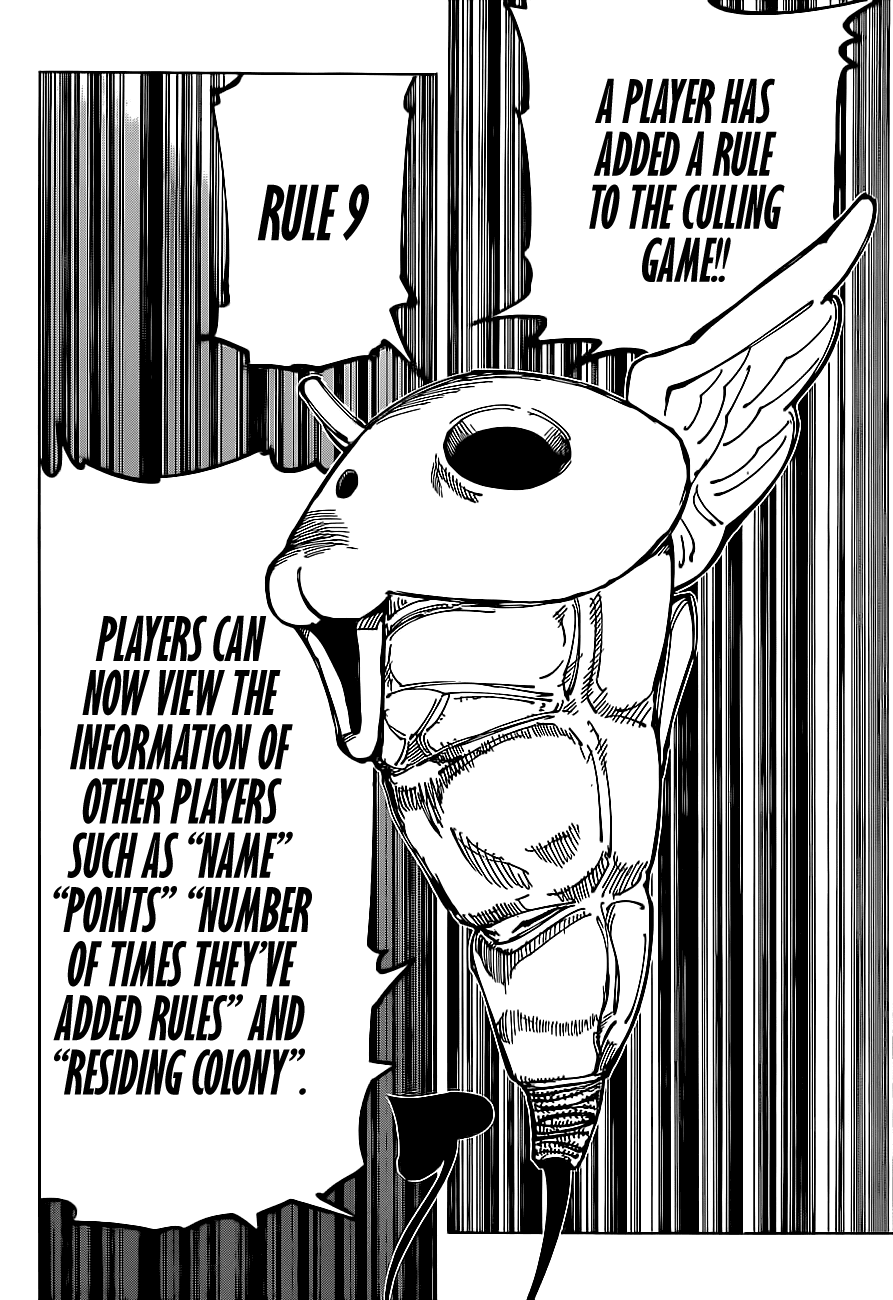 A PLAYER HAS
ADDED A RULE
TO THE CULLING
GAME!!
RULE 9
PLAYERS CAN
NOW VIEW THE
INFORMATION OF
OTHER PLAYERS
SUCH AS “NAME”
“POINTS” “NUMBER
OF TIMES THEY’VE
ADDED RULES” AND
“RESIDING COLONY”.